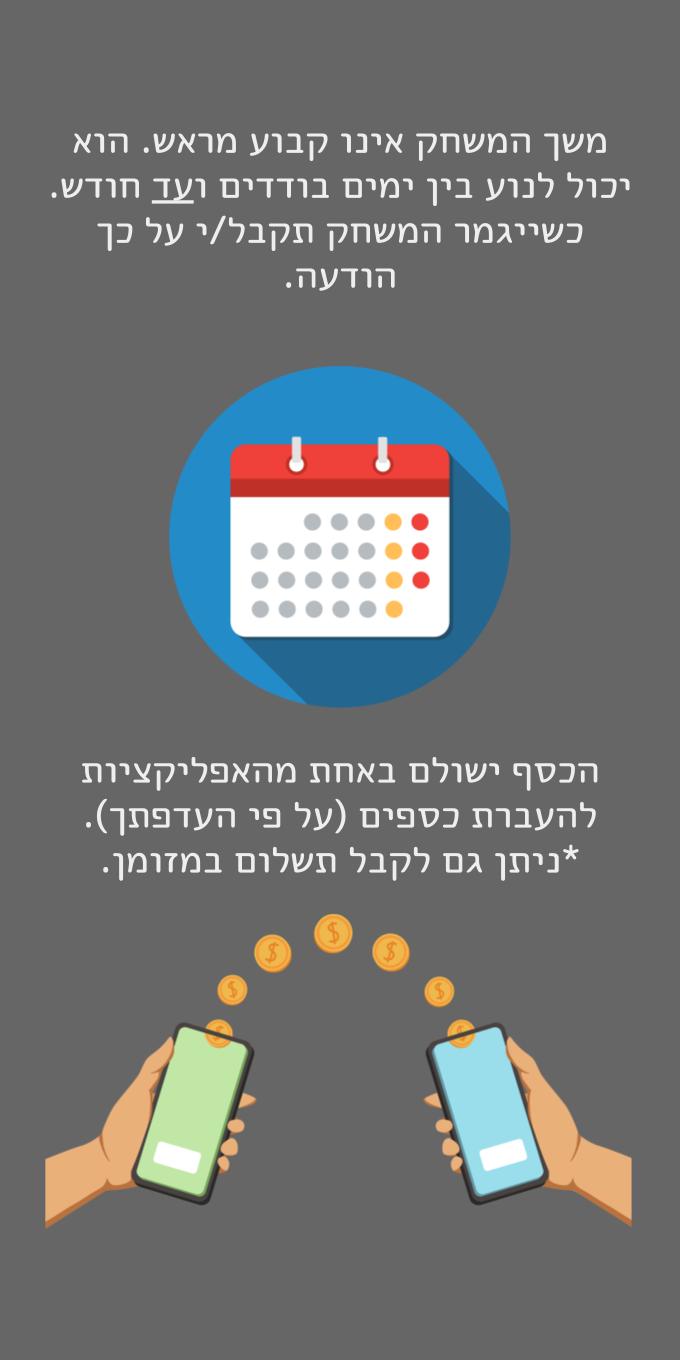 משך המשחק אינו קבוע מראש. הוא
יכול לנוע בין ימים בודדים ועד חודש.
כשייגמר המשחק תקבל/י על כך
הודעה.
הכסף ישולם באחת מהאפליקציות
להעברת כספים (על פי העדפתך).
*ניתן גם לקבל תשלום במזומן.